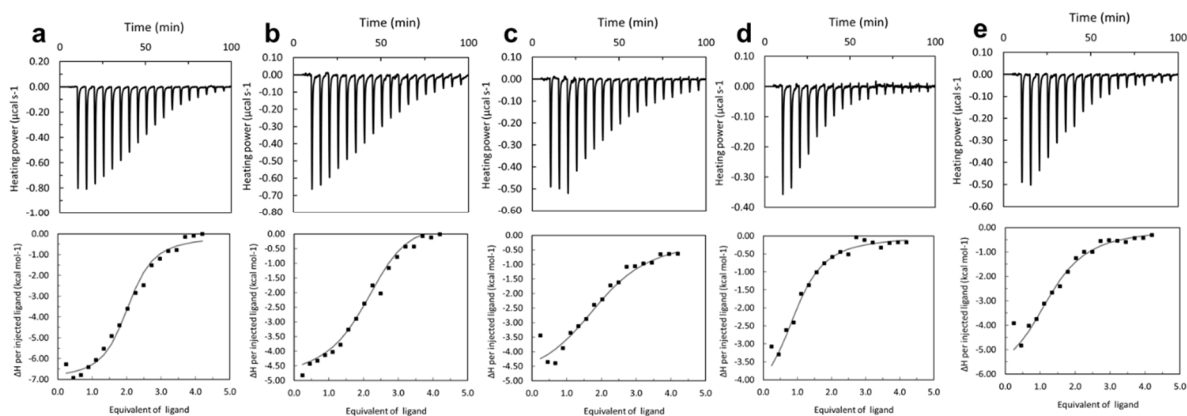 a
Time (min)
0 50 100
Heating power (µcal s-1
0.20
0.00
-0.20
-0.40
-0.60
-0.80
-1.00
ΔH per injected ligand (kcal mol-1)
0.00
-1.00
-2.00
-3.00
-4.00
-5.00
-6.00
-7.00
0.0 1.0 2.0 3.0 4.0 5.0
Equivalent of ligand
b
Time (min)
0 50 100
Heating power (µcal s-1
0.10
0.00
-0.10
-0.20
-0.30
-0.40
-0.50
-0.60
-0.70
-0.80
ΔH per injected ligand (kcal mol-1)
0.00
-0.50
-1.00
-1.50
-2.00
-2.50
-3.00
-3.50
-4.00
-4.50
-5.00
0.0 1.0 2.0 3.0 4.0 5.0
Equivalent of ligand
c
Time (min)
0 50 100
Heating power (µcal s-1
0.10
0.00
-0.10
-0.20
-0.30
-0.40
-0.50
-0.60
ΔH per injected ligand (kcal mol-1)
0.00
-0.50
-1.00
-1.50
-2.00
-2.50
-3.00
-3.50
-4.00
-4.50
-5.00
0.0 1.0 2.0 3.0 4.0 5.0
Equivalent of ligand
d
Time (min)
0 50 100
Heating power (µcal s-1
0.10
0.00
-0.10
-0.20
-0.30
-0.40
ΔH per injected ligand (kcal mol-1)
0.00
-0.50
-1.00
-1.50
-2.00
-2.50
-3.00
-3.50
-4.00
0.0 1.0 2.0 3.0 4.0 5.0
Equivalent of ligand
e
Time (min)
0 50 100
Heating power (µcal s-1
0.10
0.00
-0.10
-0.20
-0.30
-0.40
-0.50
-0.60
ΔH per injected ligand (kcal mol-1)
0.00
-1.00
-2.00
-3.00
-4.00
-5.00
-6.00
0.0 1.0 2.0 3.0 4.0 5.0
Equivalent of ligand